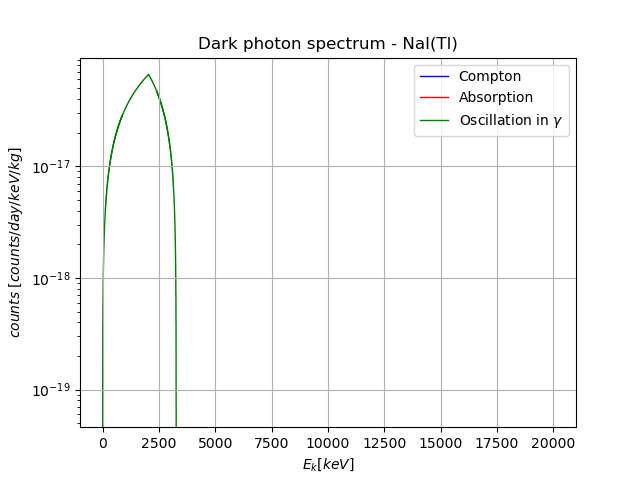 Dark photon spectrum - NaI(Tl)
Compton
Absorption
Oscillation in γ
counts [counts/day/keV/kg]
10⁻¹⁷
10⁻¹⁸
10⁻¹⁹
0 2500 5000 7500 10000 12500 15000 17500 20000
Eₖ[keV]